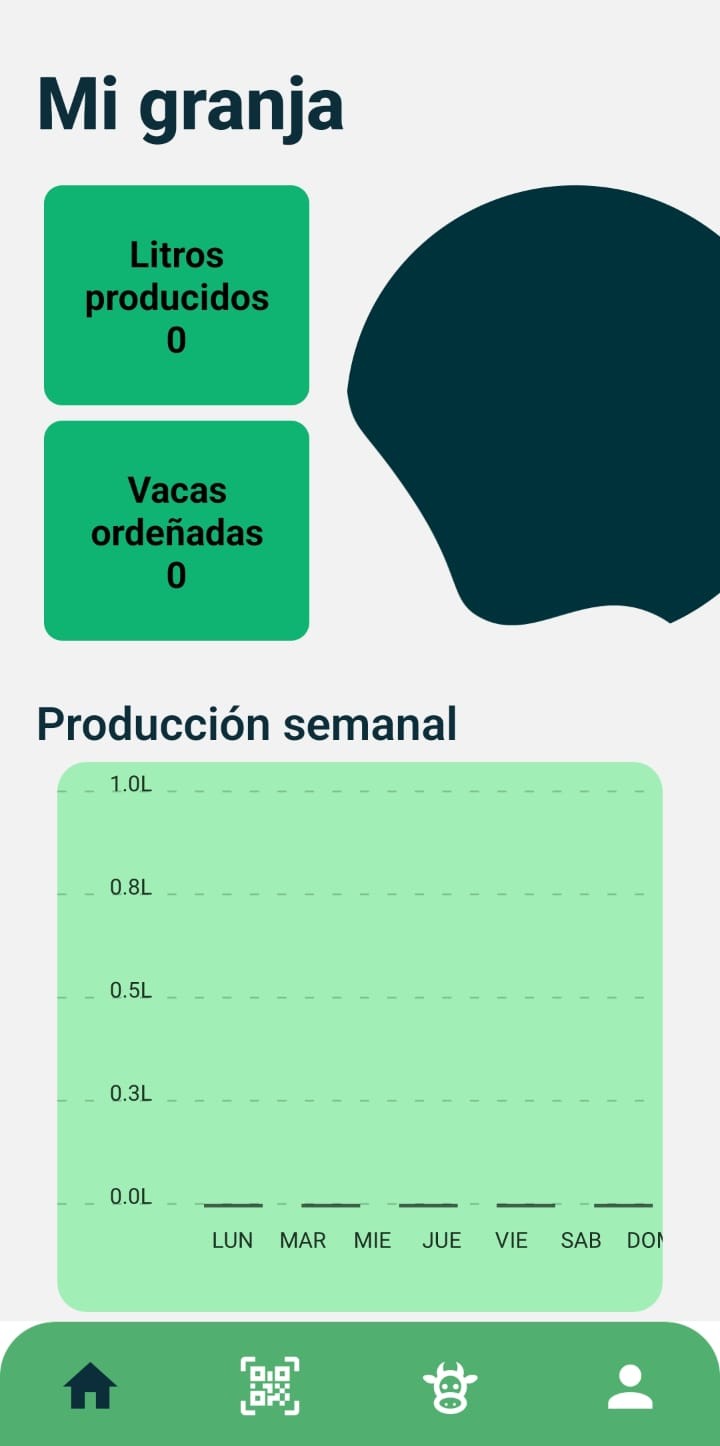 Mi granja
Litros
producidos
0
Vacas
ordeñadas
0
Producción semanal
1.0L
0.8L
0.5L
0.3L
0.0L
LUN MAR MIE JUE VIE SAB DOM